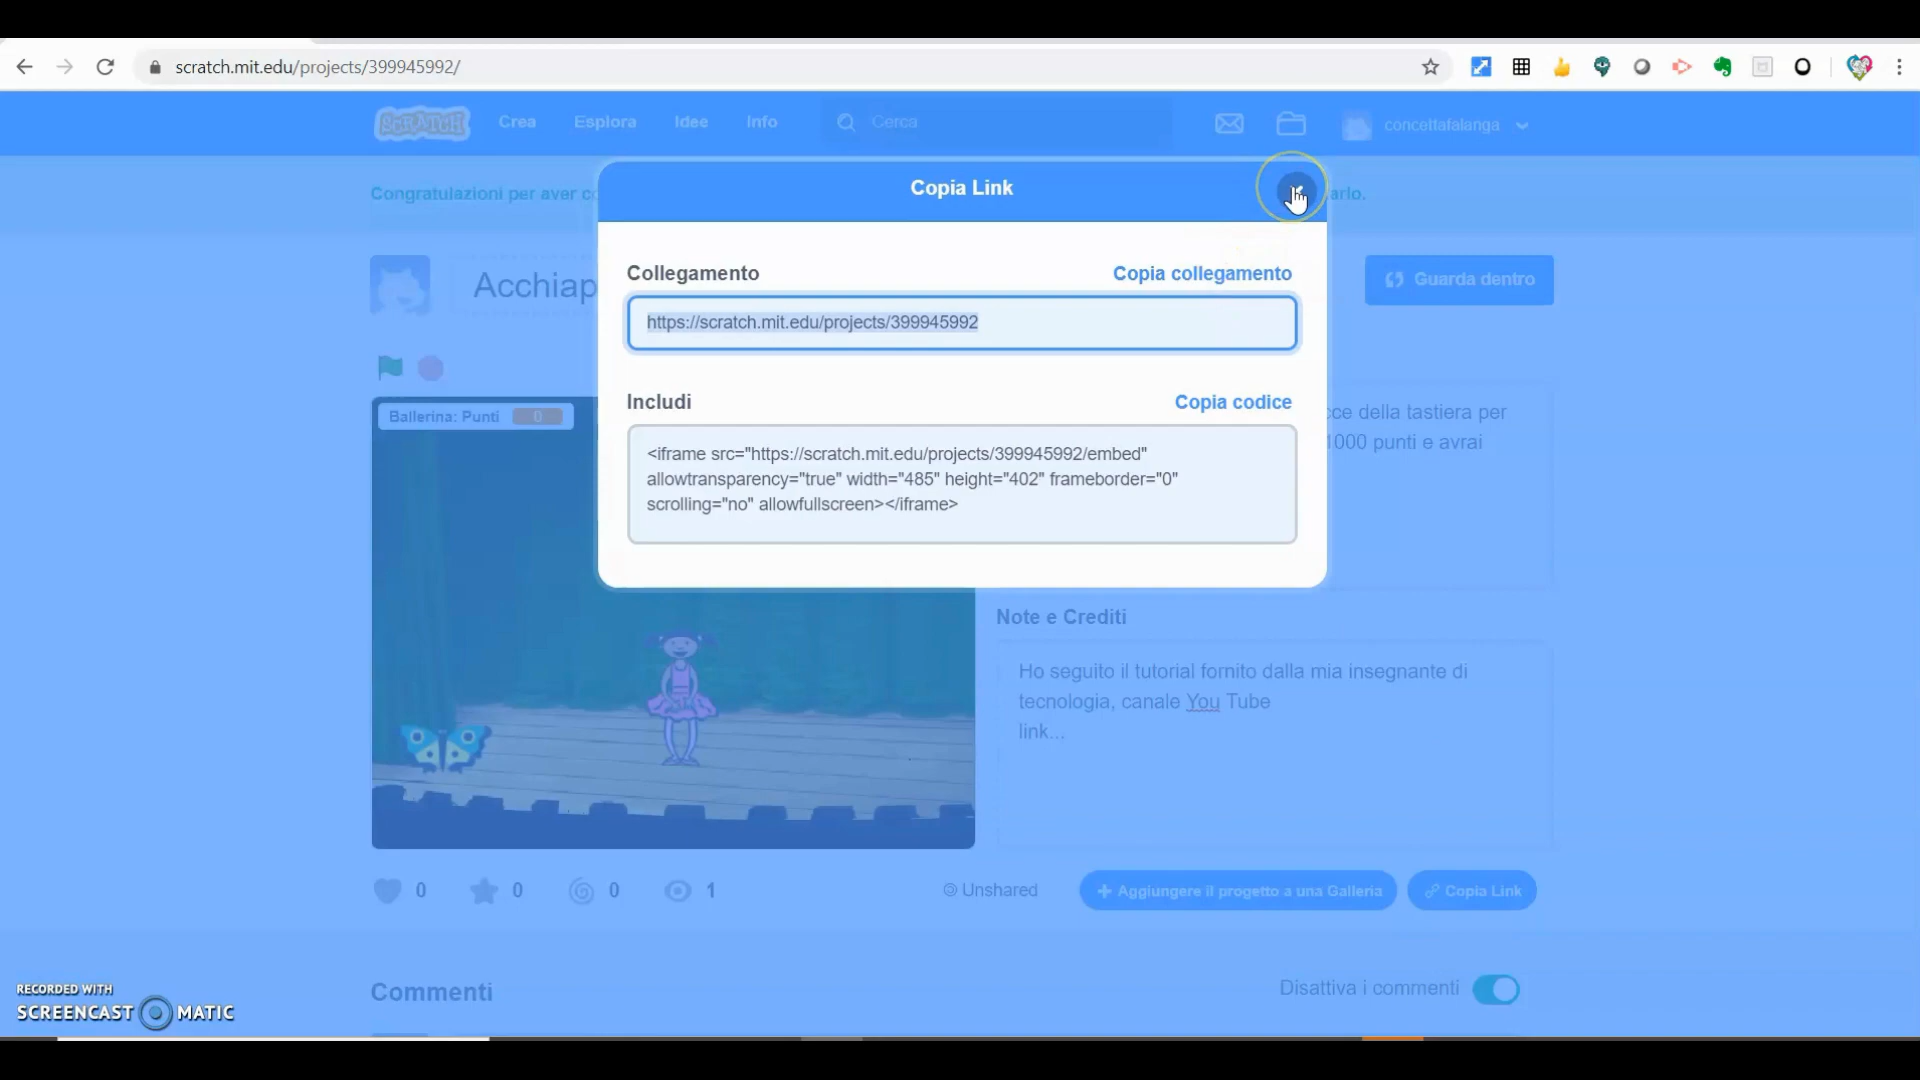 scratch.mit.edu/projects/399945992/
SCRATCH
Crea
Esplora
Idee
Info
Cerca
concettafalanga
Congratulazioni per aver
arlo.
Copia Link
Acchiap
Guarda dentro
Collegamento
Copia collegamento
https://scratch.mit.edu/projects/399945992
Includi
Copia codice
<iframe src="https://scratch.mit.edu/projects/399945992/embed"
allowtransparency="true" width="485" height="402" frameborder="0"
scrolling="no" allowfullscreen></iframe>
Ballerina: Punti 0
cce della tastiera per
1000 punti e avrai
Note e Crediti
Ho seguito il tutorial fornito dalla mia insegnante di
tecnologia, canale You Tube
link...
0
0
0
1
Unshared
Aggiungere il progetto a una Galleria
Copia Link
Commenti
Disattiva i commenti
RECORDED WITH
SCREENCAST MATIC